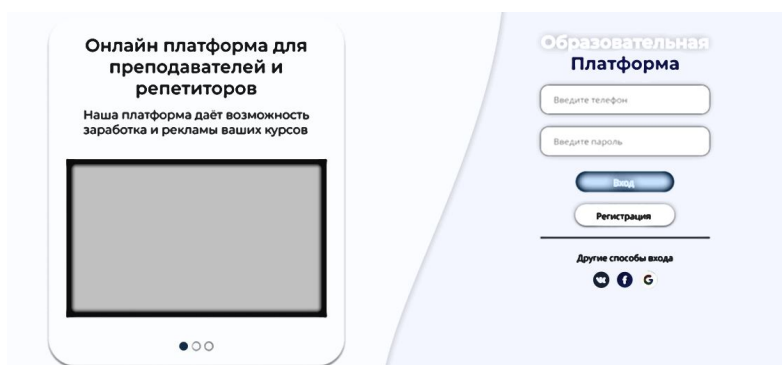 Онлайн платформа для
преподавателей и
репетиторов
Наша платформа даёт возможность
заработка и рекламы ваших курсов
Образовательная
Платформа
Введите телефон
Введите пароль
Вход
Регистрация
Другие способы входа